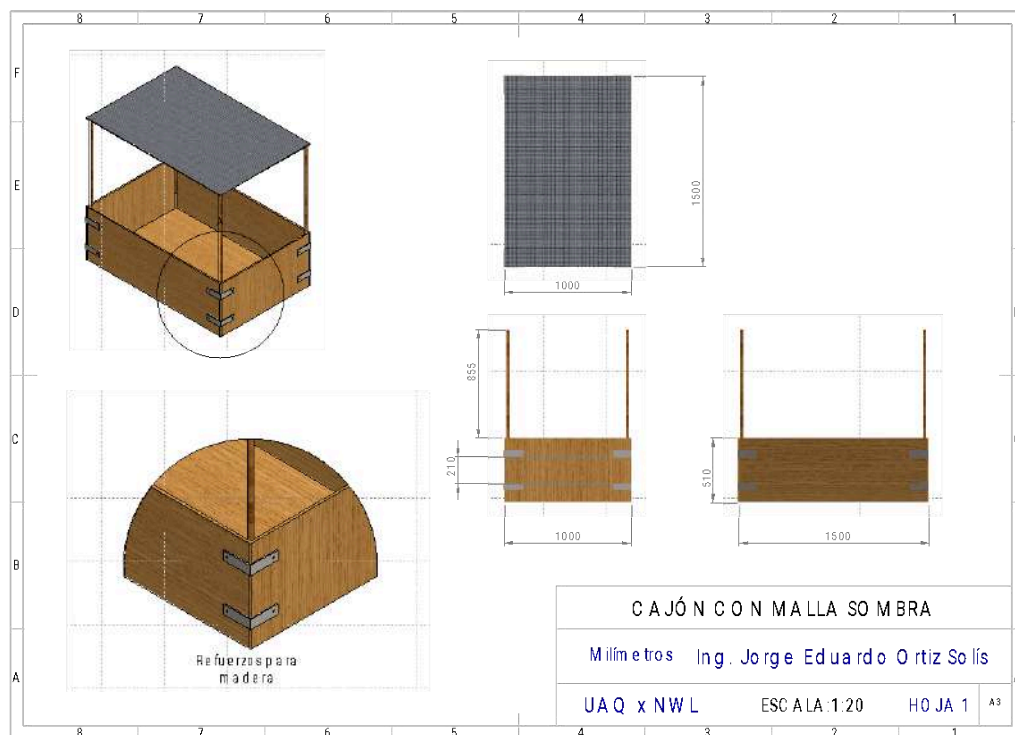 8 7 6 5 4 3 2 1
F
E
D
C
B
A
1500
1000
855
210
1000
510
1500
Refuerzos para
madera
CAJÓN CON MALLA SOMBRA
Milímetros Ing. Jorge Eduardo Ortiz Solís
UAQ x NWL ESCALA:1:20 HOJA 1 A3
8 7 6 5 4 3 2 1